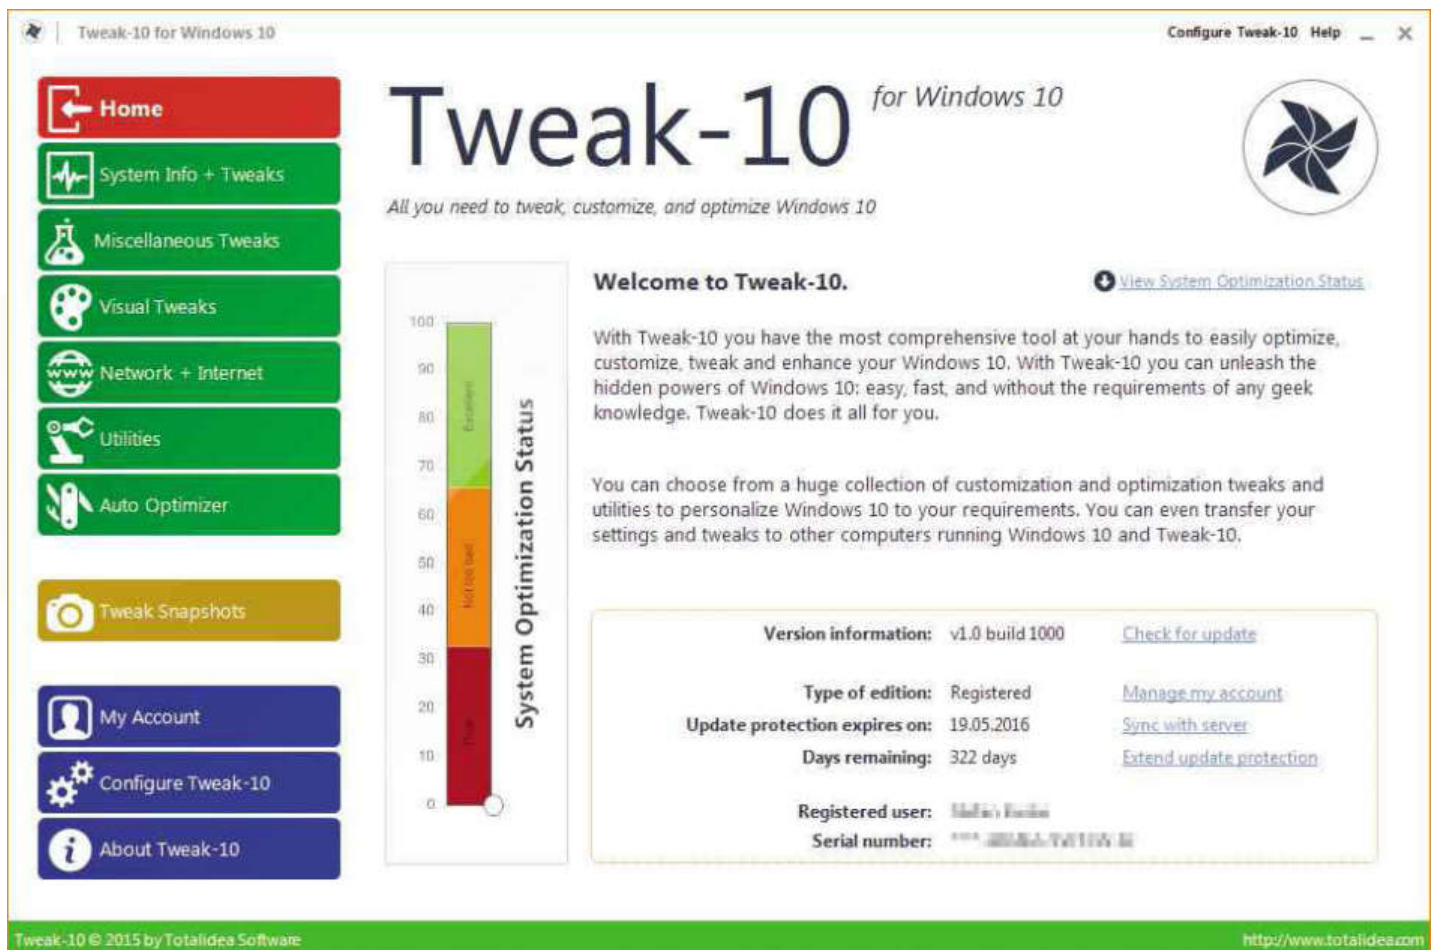 Tweak-10 for Windows 10
Configure Tweak-10 Help
Home
System Info + Tweaks
Miscellaneous Tweaks
Visual Tweaks
www
Network + Internet
Utilities
Auto Optimizer
Tweak Snapshots
My Account
Configure Tweak-10
About Tweak-10
Tweak-10
for Windows 10
All you need to tweak, customize, and optimize Windows 10
100
90
80
70
60
50
40
30
20
10
0
Excellent
Not too bad
System Optimization Status
Welcome to Tweak-10.
View System Optimization Status
With Tweak-10 you have the most comprehensive tool at your hands to easily optimize,
customize, tweak and enhance your Windows 10. With Tweak-10 you can unleash the
hidden powers of Windows 10: easy, fast, and without the requirements of any geek
knowledge. Tweak-10 does it all for you.
You can choose from a huge collection of customization and optimization tweaks and
utilities to personalize Windows 10 to your requirements. You can even transfer your
settings and tweaks to other computers running Windows 10 and Tweak-10.
Version information: v1.0 build 1000 Check for update
Type of edition: Registered Manage my account
Update protection expires on: 19.05.2016 Sync with server
Days remaining: 322 days Extend update protection
Registered user:
Serial number:
Tweak-10 © 2015 by Totalidea Software
http://www.totalidea.com